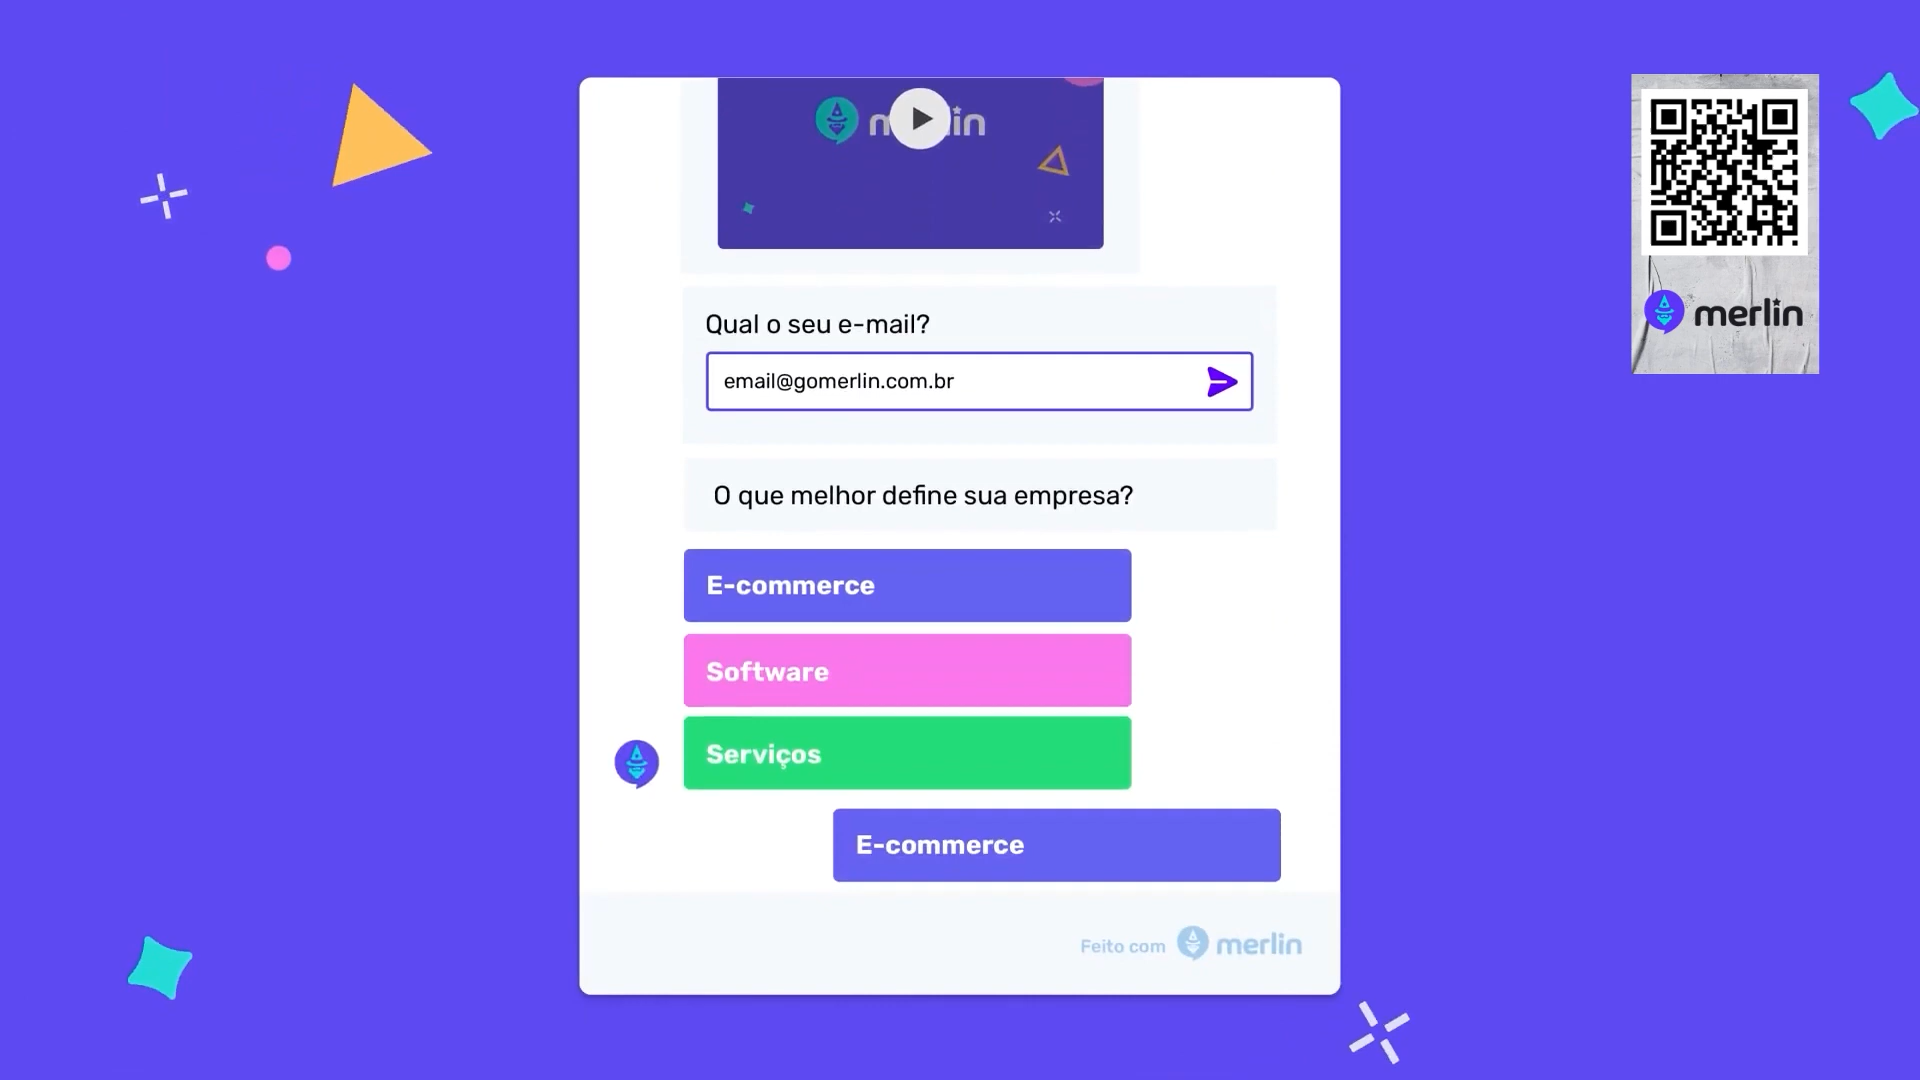 Qual o seu e-mail?
email@gomerlin.com.br
O que melhor define sua empresa?
E-commerce
Software
Serviços
E-commerce
Feito com merlin
merlin